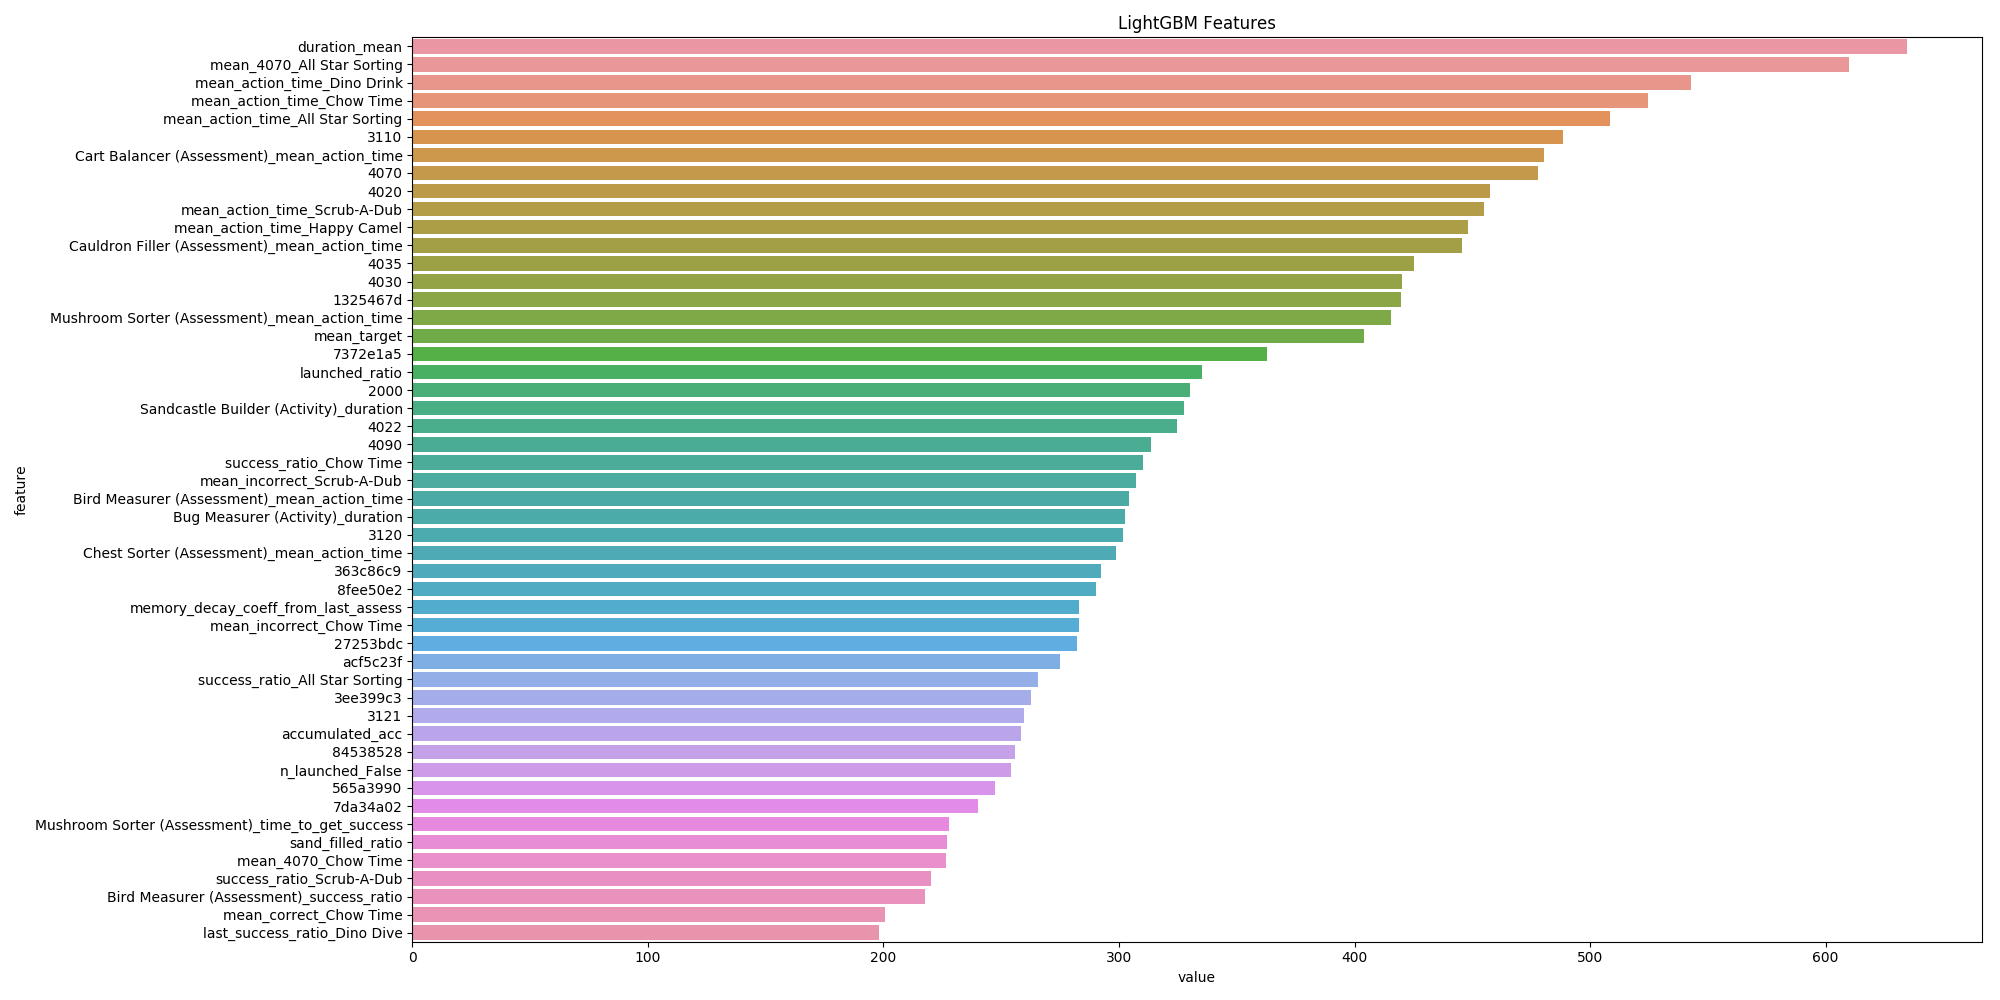 LightGBM Features
duration_mean
mean_4070_All Star Sorting
mean_action_time_Dino Drink
mean_action_time_Chow Time
mean_action_time_All Star Sorting
3110
Cart Balancer (Assessment)_mean_action_time
4070
4020
mean_action_time_Scrub-A-Dub
mean_action_time_Happy Camel
Cauldron Filler (Assessment)_mean_action_time
4035
4030
1325467d
Mushroom Sorter (Assessment)_mean_action_time
mean_target
7372e1a5
launched_ratio
2000
Sandcastle Builder (Activity)_duration
4022
4090
success_ratio_Chow Time
mean_incorrect_Scrub-A-Dub
Bird Measurer (Assessment)_mean_action_time
Bug Measurer (Activity)_duration
3120
Chest Sorter (Assessment)_mean_action_time
363c86c9
8fee50e2
memory_decay_coeff_from_last_assess
mean_incorrect_Chow Time
27253bdc
acf5c23f
success_ratio_All Star Sorting
3ee399c3
3121
accumulated_acc
84538528
n_launched_False
565a3990
7da34a02
Mushroom Sorter (Assessment)_time_to_get_success
sand_filled_ratio
mean_4070_Chow Time
success_ratio_Scrub-A-Dub
Bird Measurer (Assessment)_success_ratio
mean_correct_Chow Time
last_success_ratio_Dino Dive
feature
0 100 200 300 400 500 600
value